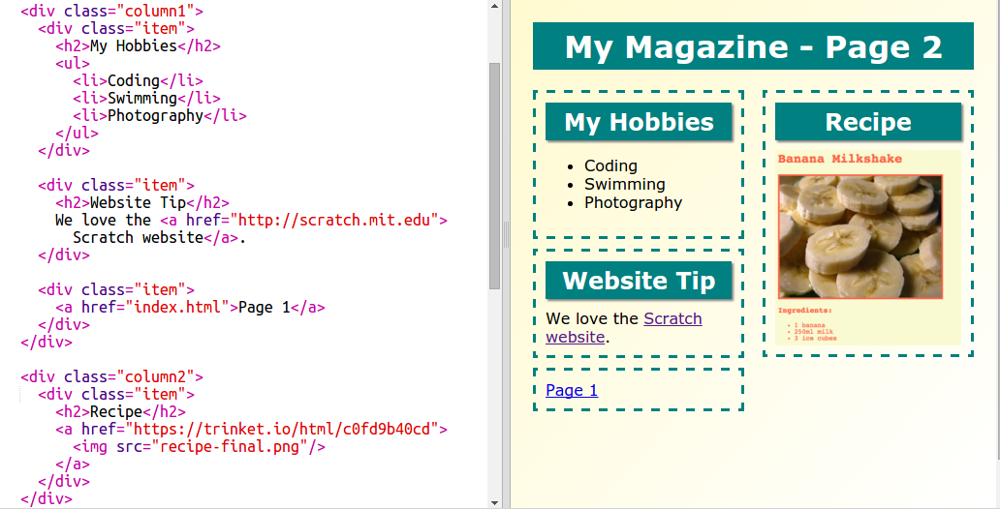 <div class="column1">
<div class="item">
<h2>My Hobbies</h2>
<ul>
<li>Coding</li>
<li>Swimming</li>
<li>Photography</li>
</ul>
</div>
<div class="item">
<h2>Website Tip</h2>
We love the <a href="http://scratch.mit.edu">
Scratch website</a>.
</div>
<div class="item">
<a href="index.html">Page 1</a>
</div>
</div>
<div class="column2">
<div class="item">
<h2>Recipe</h2>
<a href="https://trinket.io/html/c0fd9b40cd">
<img src="recipe-final.png"/>
</a>
</div>
</div>
My Magazine - Page 2
My Hobbies
• Coding
• Swimming
• Photography
Website Tip
We love the Scratch
website.
Page 1
Recipe
Banana Milkshake
Ingredients:
• 1 banana
• 250ml milk
• 3 ice cubes